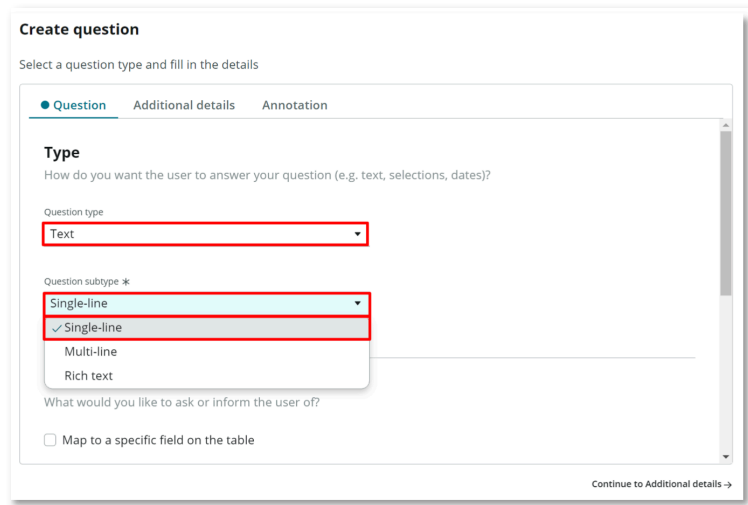 Create question
Select a question type and fill in the details
Question Additional details Annotation
Type
How do you want the user to answer your question (e.g. text, selections, dates)?
Question type
Text
Question subtype *
Single-line
✓ Single-line
Multi-line
Rich text
What would you like to ask or inform the user of?
Map to a specific field on the table
Continue to Additional details →